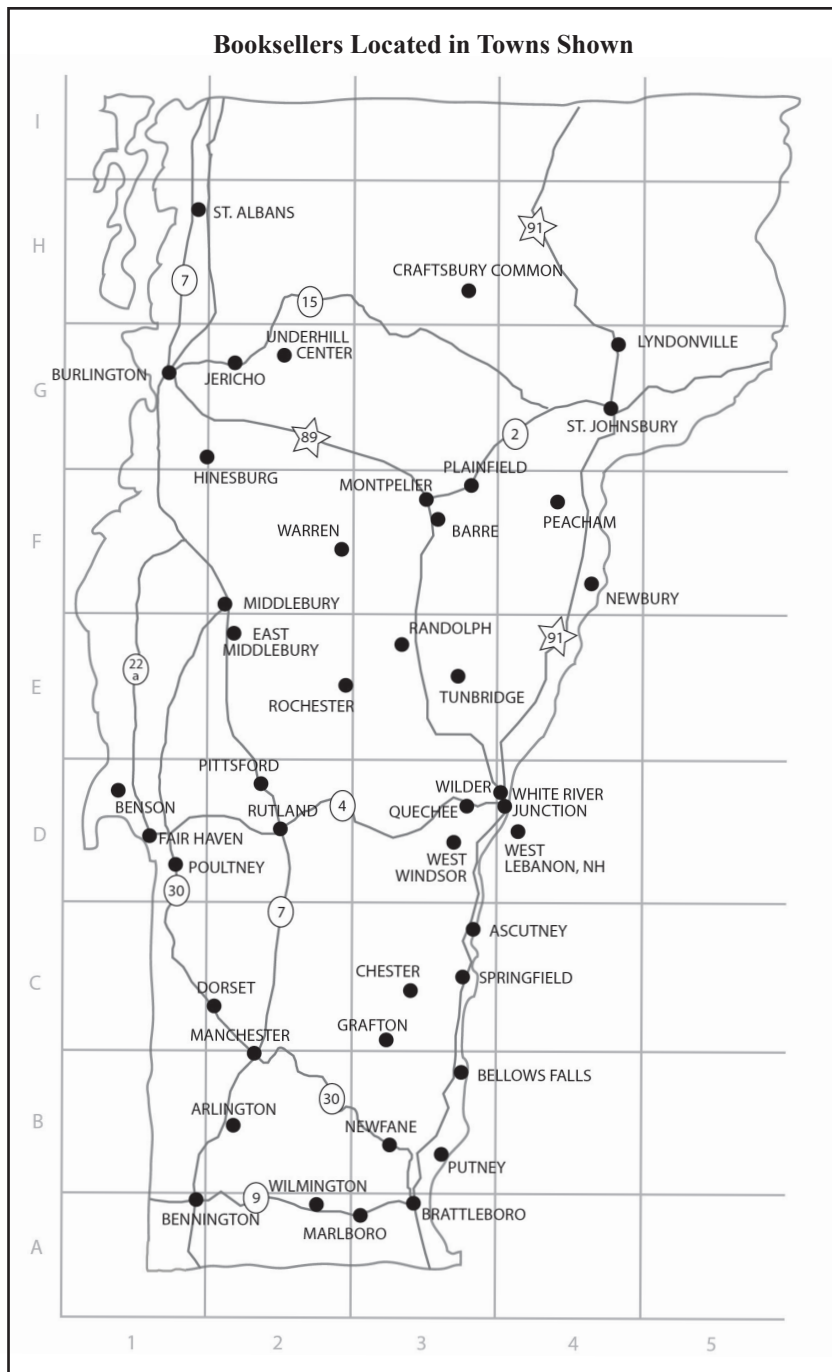 Booksellers Located in Towns Shown
I
ST. ALBANS
H
91
CRAFTSBURY COMMON
7
15
UNDERHILL
CENTER
LYNDONVILLE
BURLINGTON
JERICHO
G
ST. JOHNSBURY
2
89
HINESBURG
PLAINFIELD
MONTPELIER
PEACHAM
BARRE
WARREN
F
NEWBURY
MIDDLEBURY
RANDOLPH
EAST
MIDDLEBURY
91
22
a
E
TUNBRIDGE
ROCHESTER
PITTSFORD
WILDER
WHITE RIVER
JUNCTION
BENSON
RUTLAND
4
QUECHEE
D
FAIR HAVEN
WEST
LEBANON, NH
WEST
WINDSOR
POULTNEY
30
7
ASCUTNEY
CHESTER
SPRINGFIELD
C
DORSET
GRAFTON
MANCHESTER
BELLOWS FALLS
30
ARLINGTON
B
NEWFANE
PUTNEY
WILMINGTON
9
BENNINGTON
BRATTLEBORO
MARLBORO
A
1 2 3 4 5